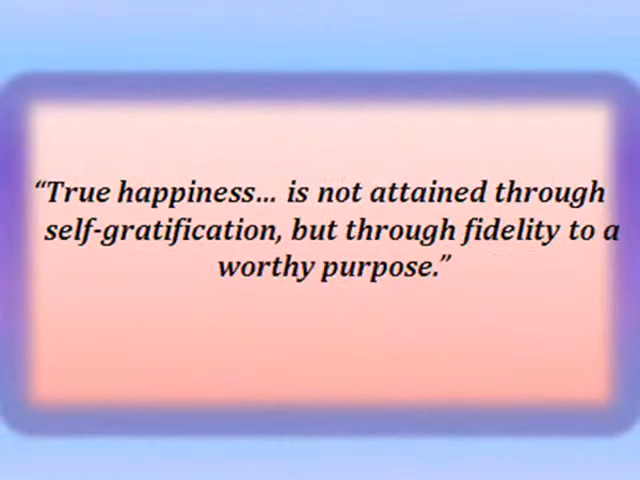 “True happiness... is not attained through
self-gratification, but through fidelity to a
worthy purpose.”